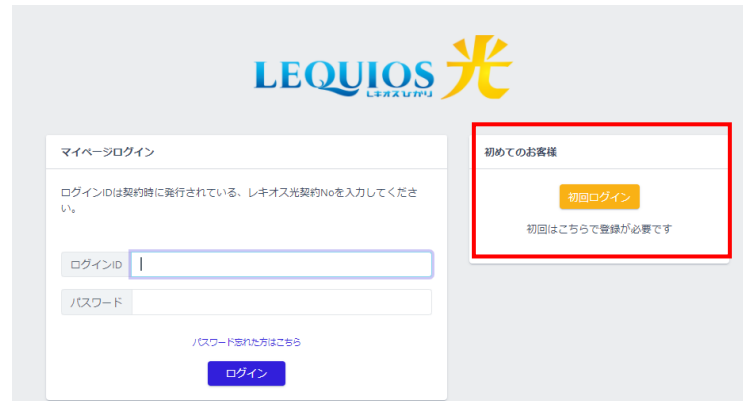 LEQUIOS光
レキオスひかり
マイページログイン
ログインIDは契約時に発行されている、レキオス光契約Noを入力してくださ
い。
ログインID
パスワード
パスワード忘れた方はこちら
ログイン
初めてのお客様
初回ログイン
初回はこちらで登録が必要です